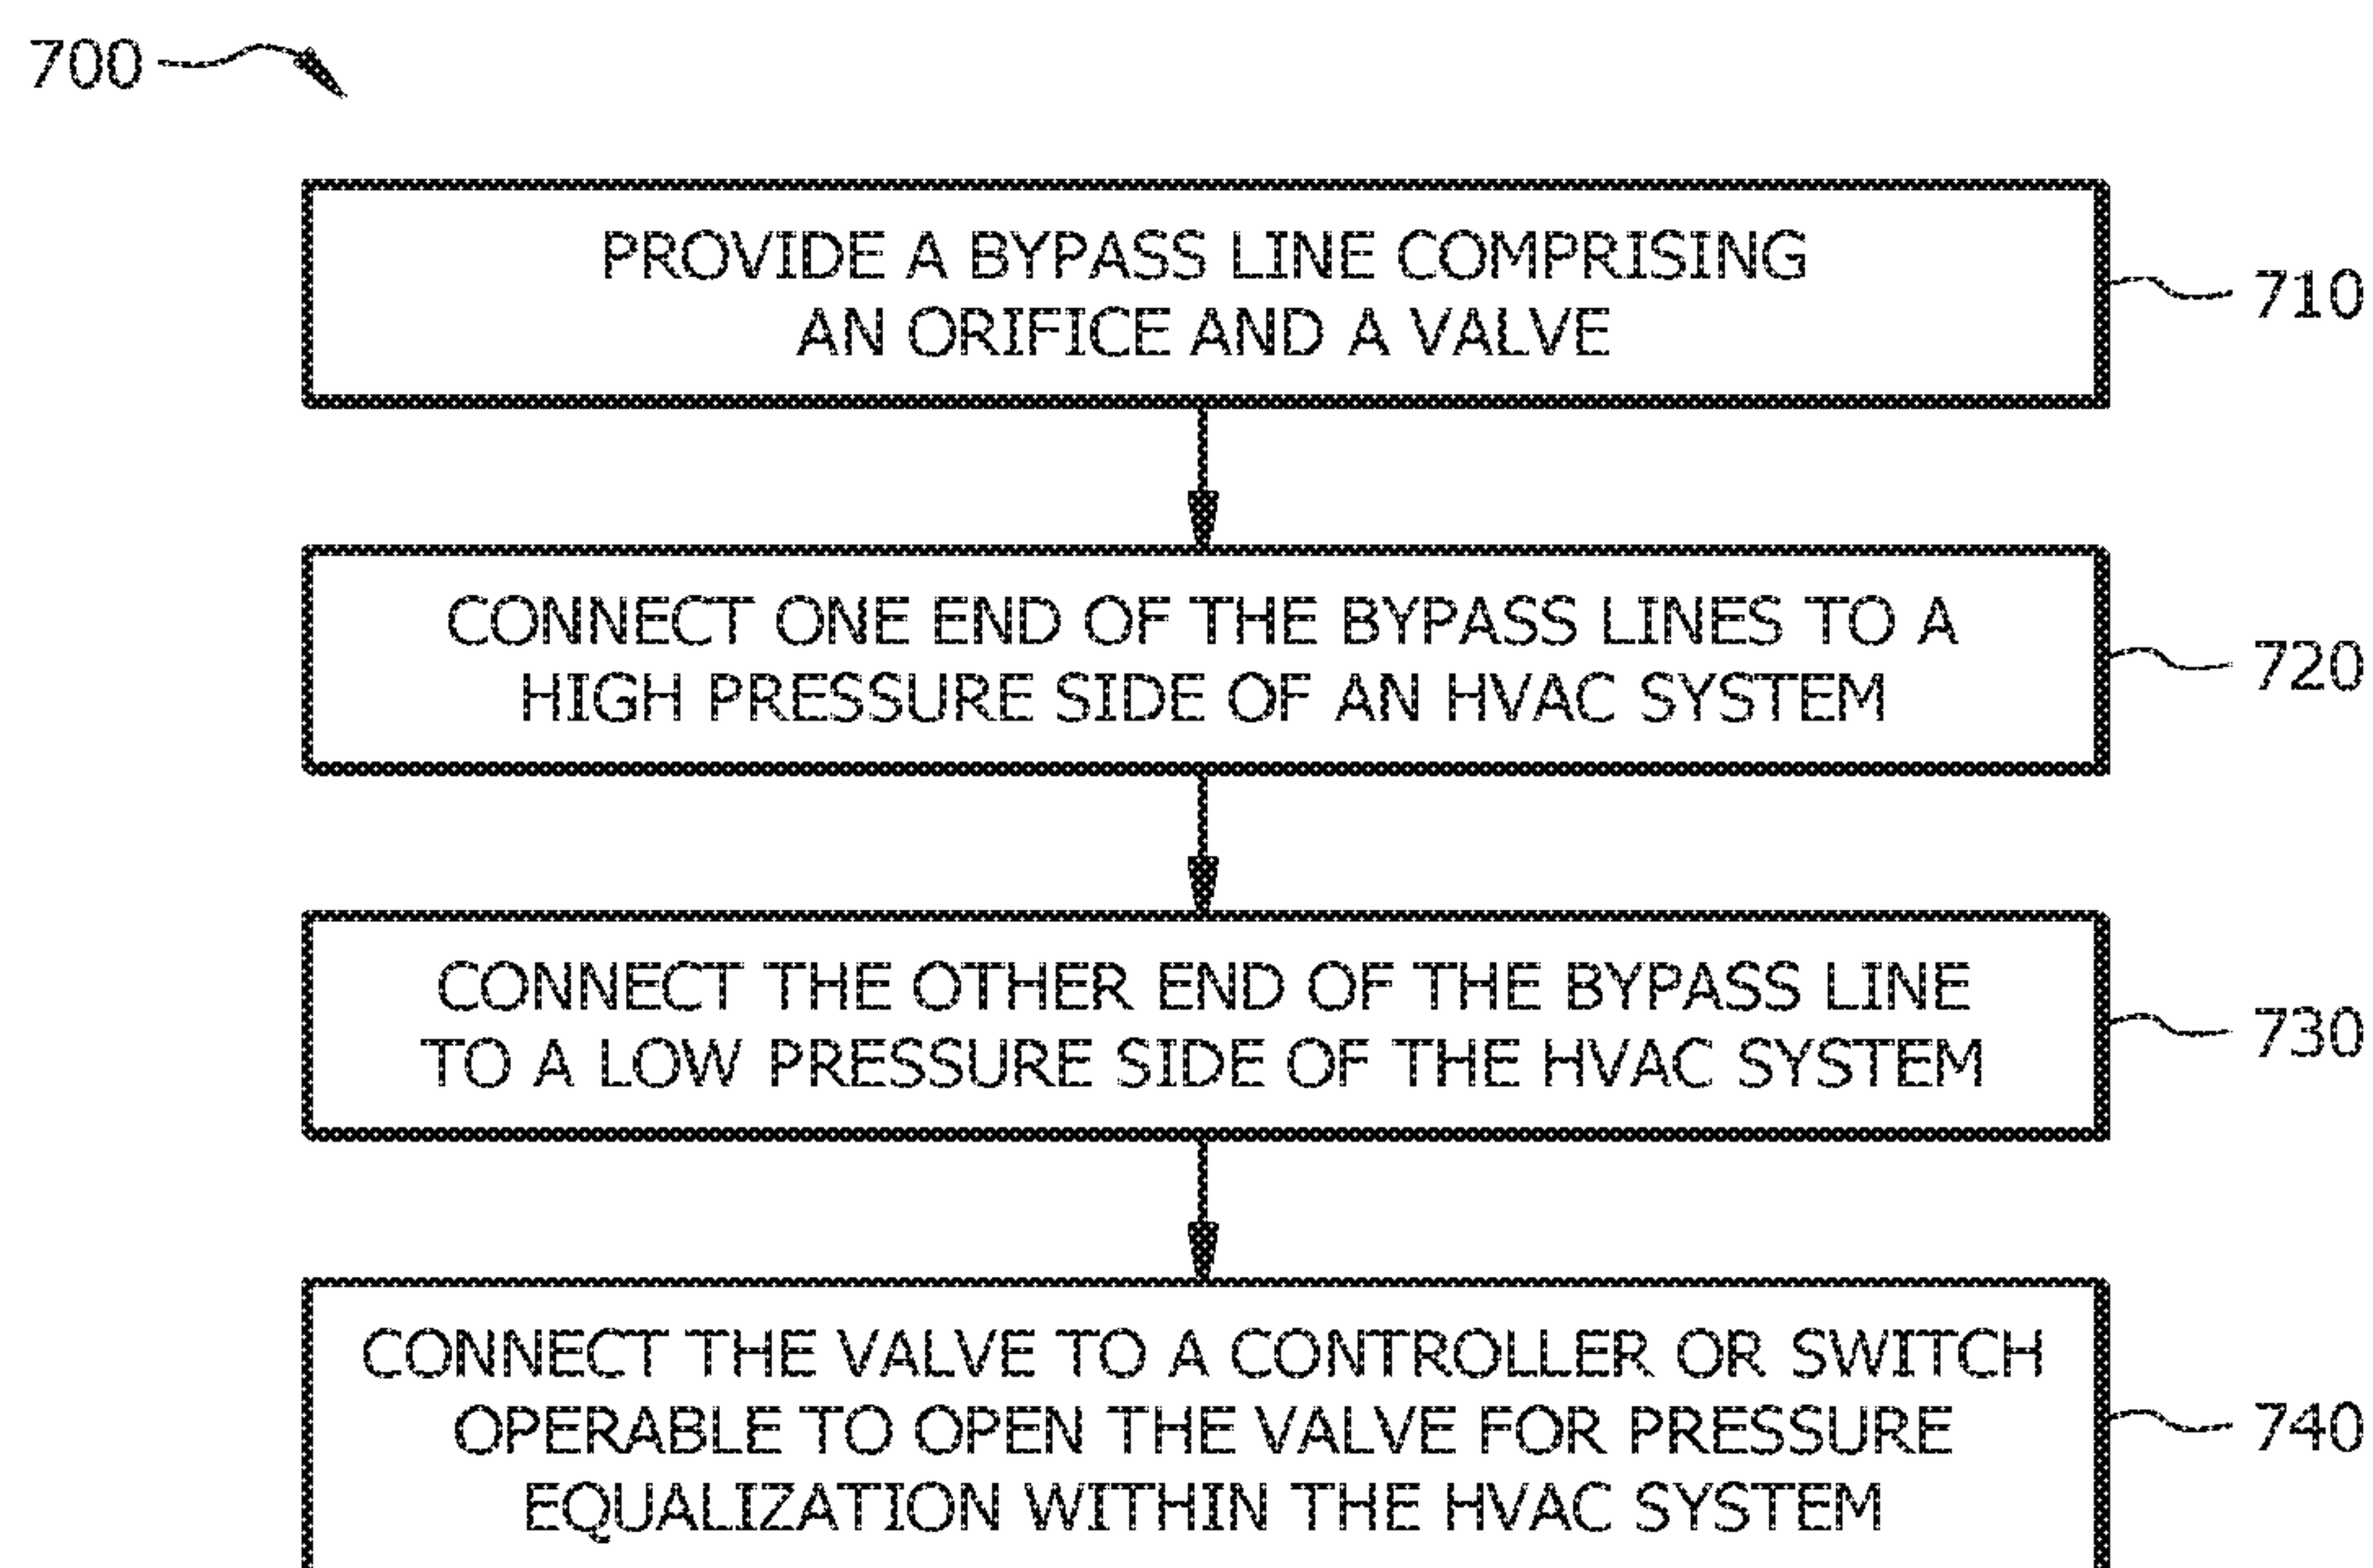 700
PROVIDE A BYPASS LINE COMPRISING
AN ORIFICE AND A VALVE
710
CONNECT ONE END OF THE BYPASS LINES TO A
HIGH PRESSURE SIDE OF AN HVAC SYSTEM
720
CONNECT THE OTHER END OF THE BYPASS LINE
TO A LOW PRESSURE SIDE OF THE HVAC SYSTEM
730
CONNECT THE VALVE TO A CONTROLLER OR SWITCH
OPERABLE TO OPEN THE VALVE FOR PRESSURE
EQUALIZATION WITHIN THE HVAC SYSTEM
740